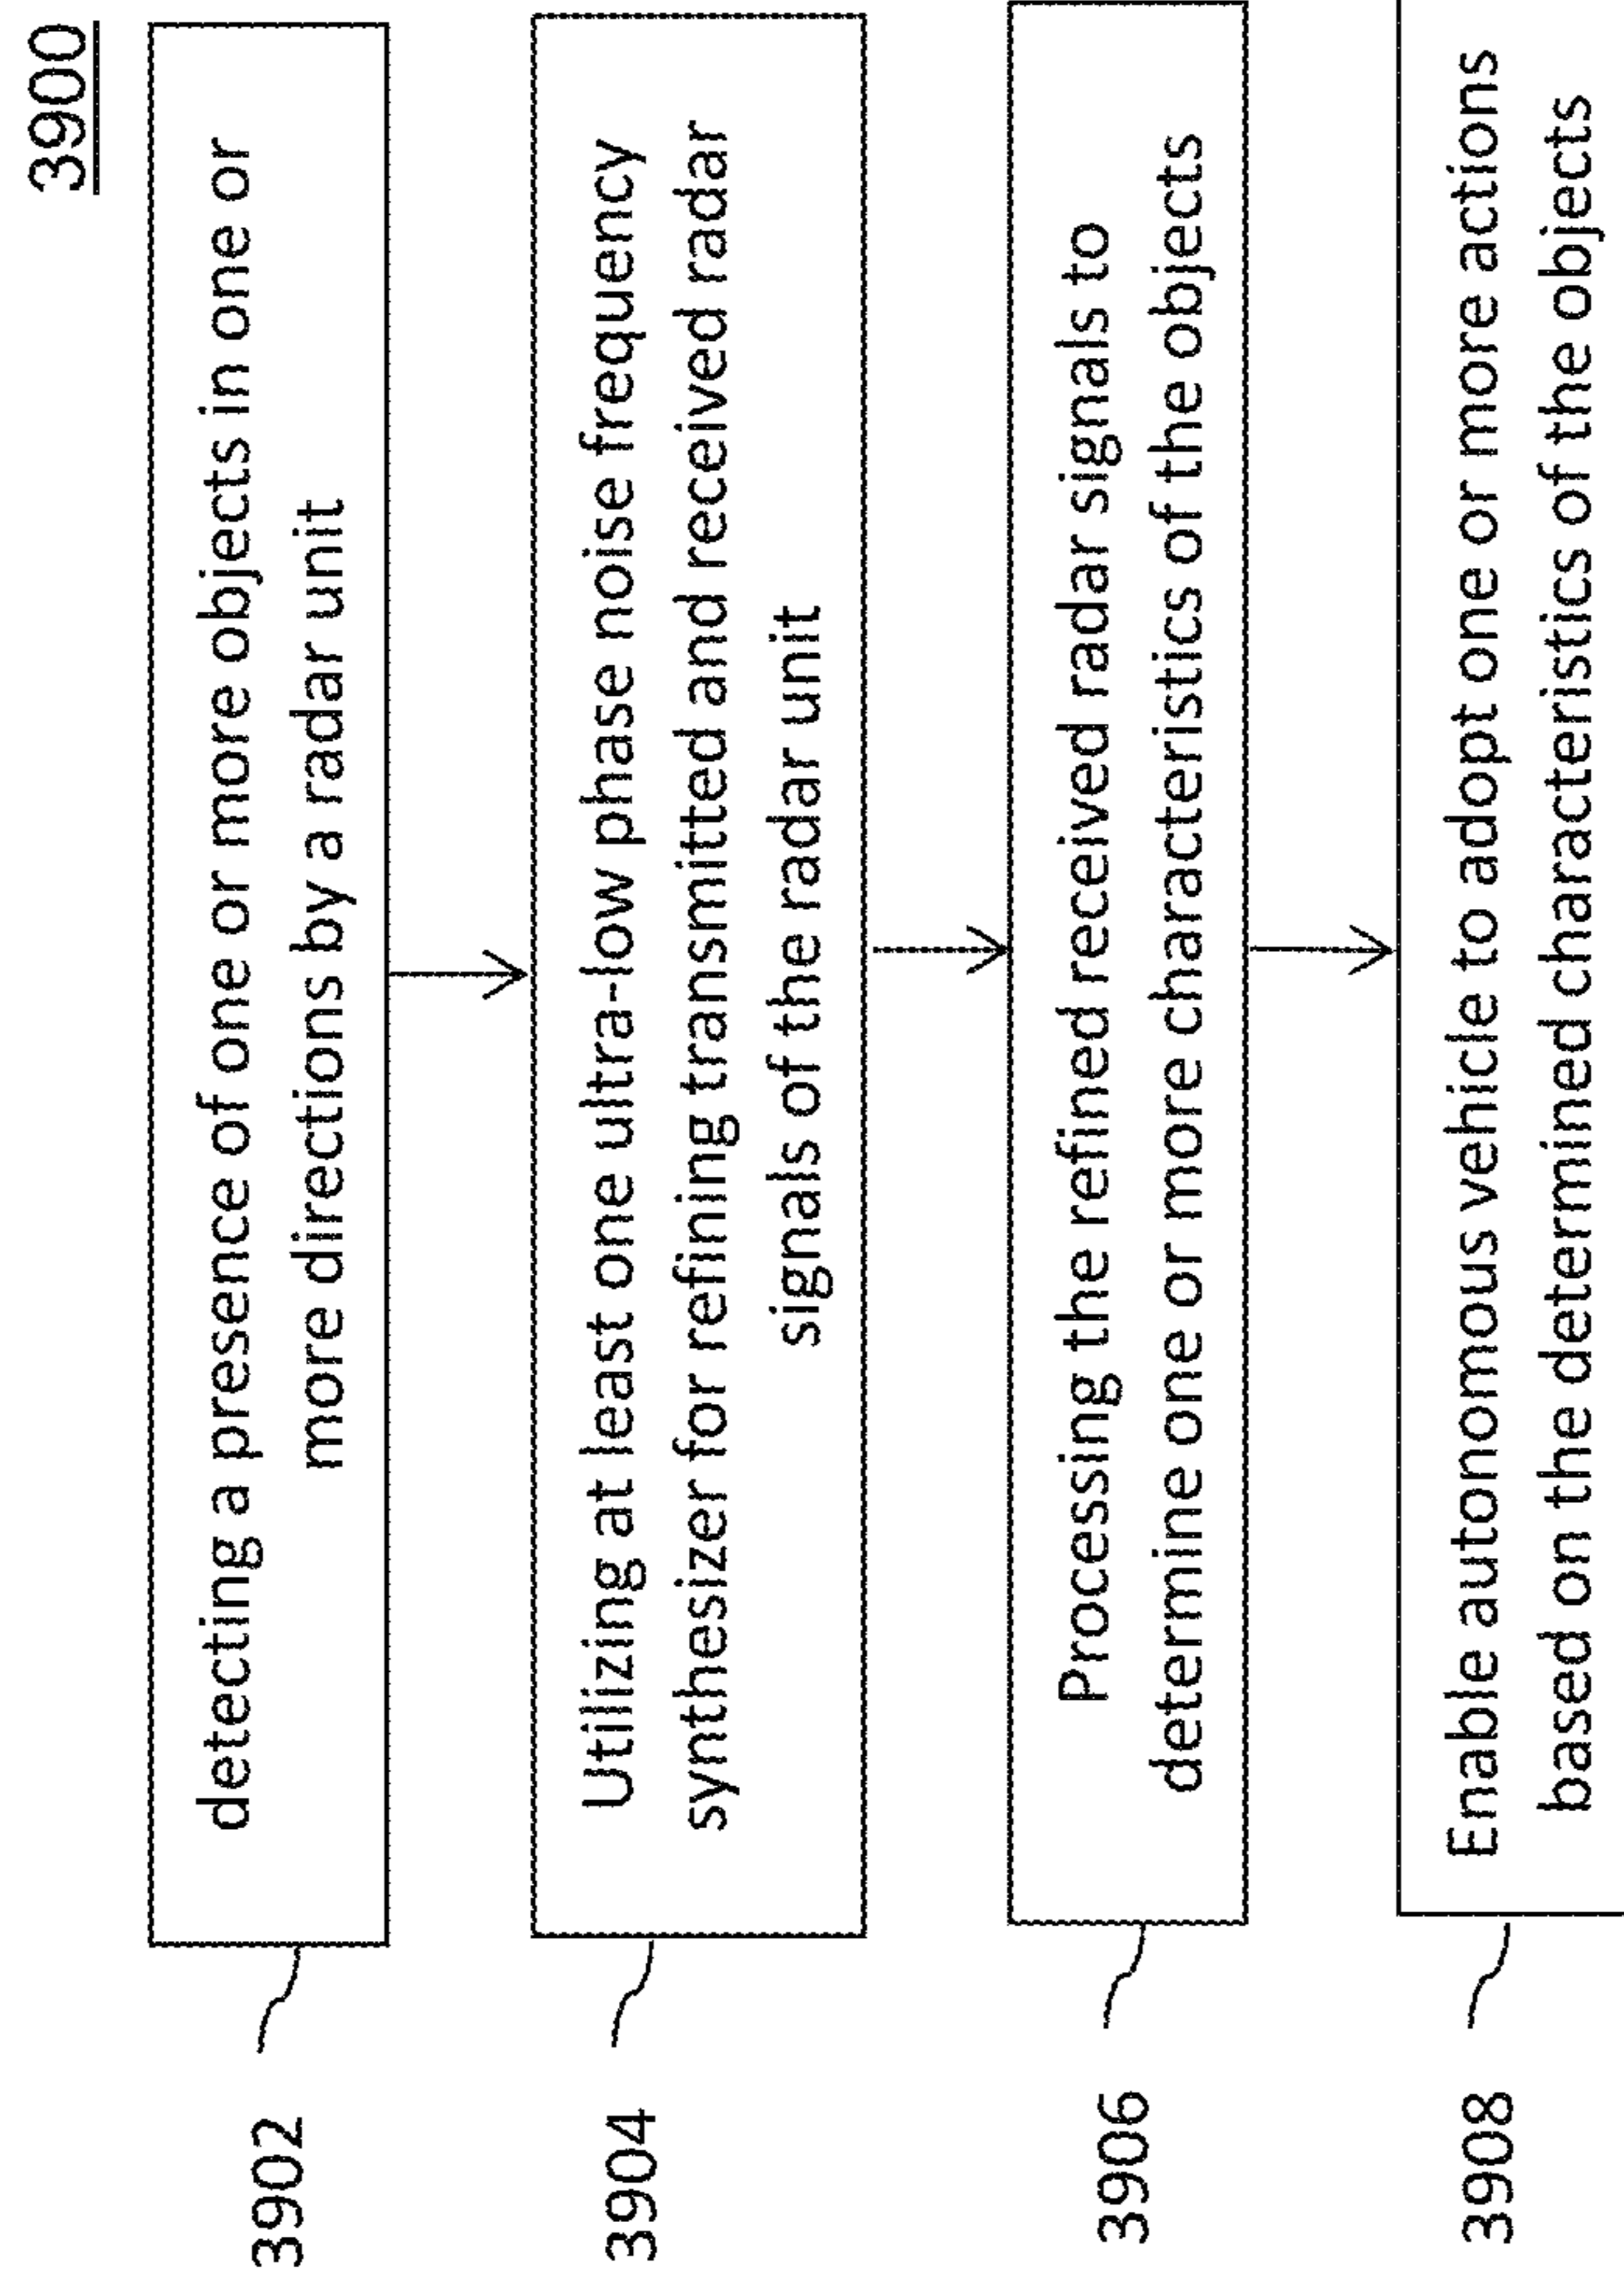 3900
3902
detecting a presence of one or more objects in one or
more directions by a radar unit
3904
Utilizing at least one ultra-low phase noise frequency
synthesizer for refining transmitted and received radar
signals of the radar unit
3906
Processing the refined received radar signals to
determine one or more characteristics of the objects
3908
Enable autonomous vehicle to adopt one or more actions
based on the determined characteristics of the objects